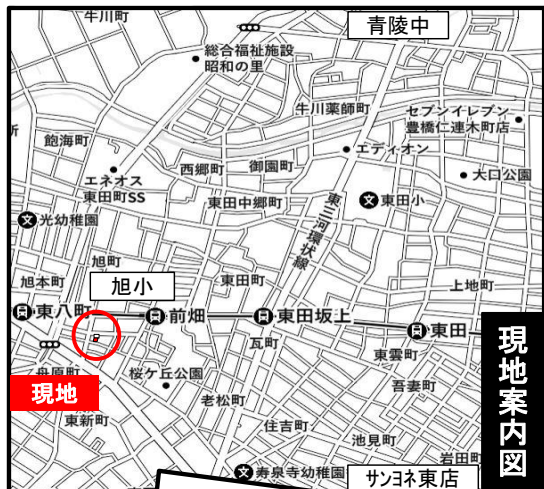 牛川町
青陵中
総合福祉施設
昭和の里
牛川薬師町
セブンイレブン
豊橋仁連木町店
飽海町
エディオン
エネオス
東田町SS
西郷町
御園町
大口公園
東田中郷町
東三河環状線
東田小
光幼稚園
旭町
旭本町
旭小
東田町
上地町
東八町
前畑
東田坂上
東田
瓦町
東雲町
舟原町
現地
桜ケ丘公園
老松町
吾妻町
東新町
住吉町
池見町
岩田町
寿泉寺幼稚園
サンヨネ東店
現地案内図